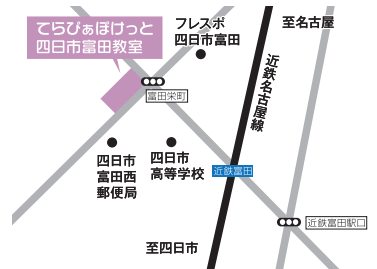 てらぴぁぽけっと
四日市富田教室
フレスポ
四日市富田
至名古屋
近鉄名古屋線
富田栄町
四日市
富田西
郵便局
四日市
高等学校
近鉄富田
近鉄富田駅口
至四日市